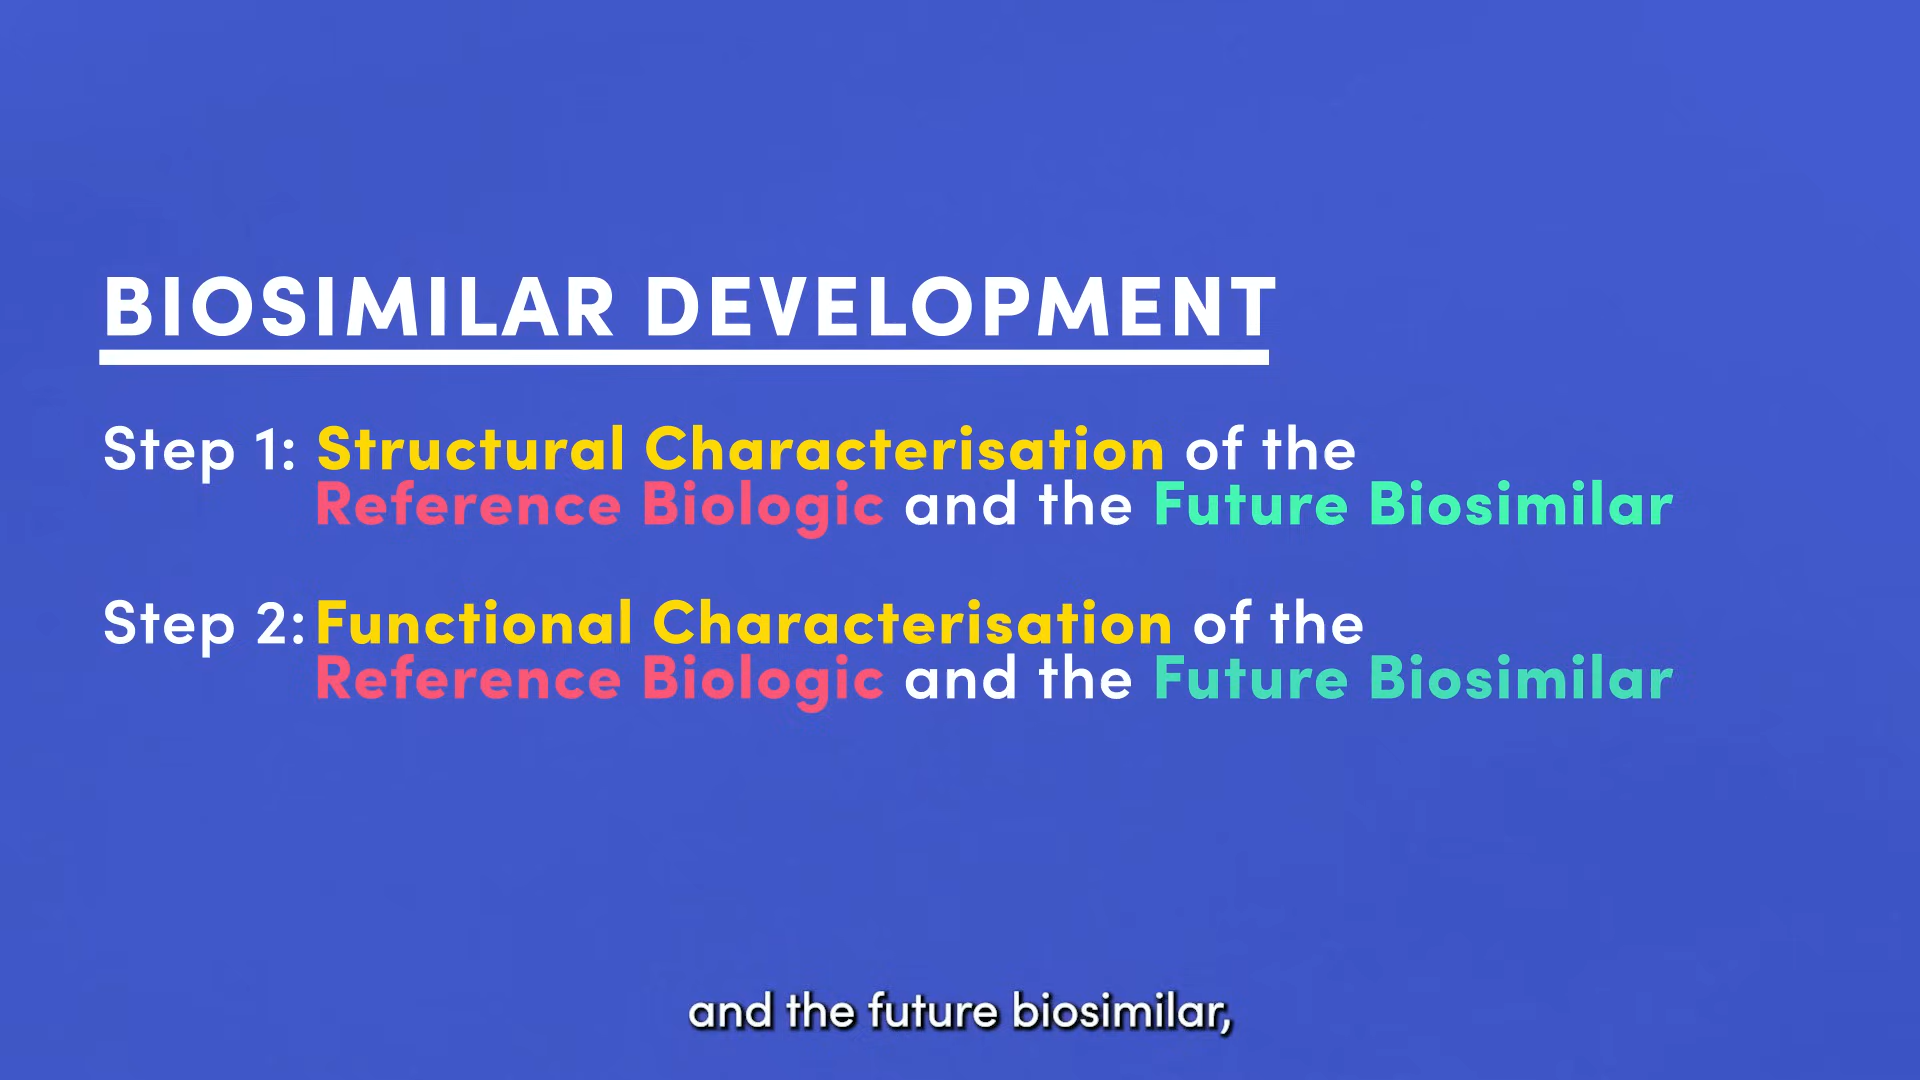 BIOSIMILAR DEVELOPMENT
Step 1: Structural Characterisation of the
Reference Biologic and the Future Biosimilar
Step 2: Functional Characterisation of the
Reference Biologic and the Future Biosimilar
and the future biosimilar,